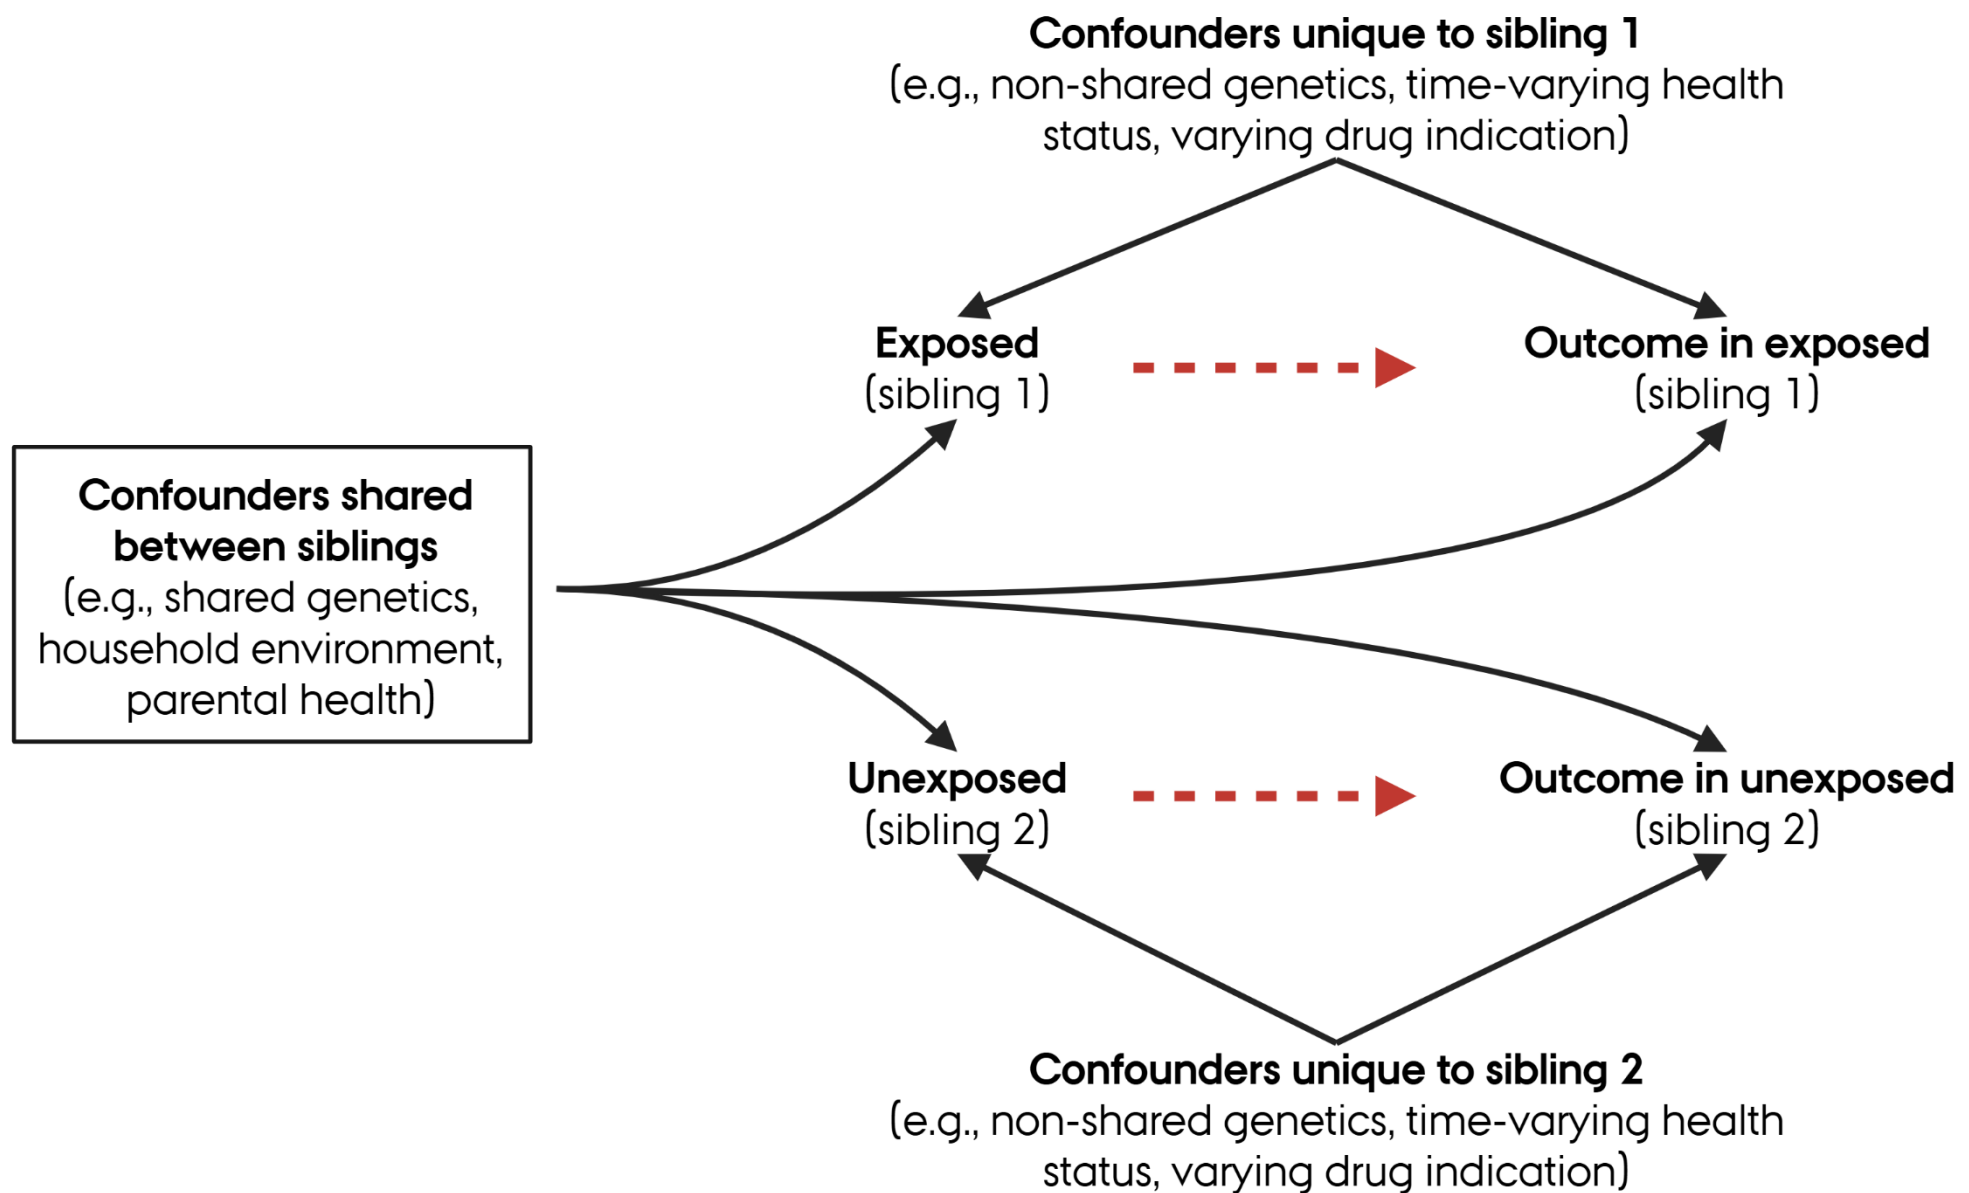 Confounders unique to sibling 1
(e.g., non-shared genetics, time-varying health
status, varying drug indication)
Exposed
(sibling 1)
Outcome in exposed
(sibling 1)
Confounders shared
between siblings
(e.g., shared genetics,
household environment,
parental health)
Unexposed
(sibling 2)
Outcome in unexposed
(sibling 2)
Confounders unique to sibling 2
(e.g., non-shared genetics, time-varying health
status, varying drug indication)